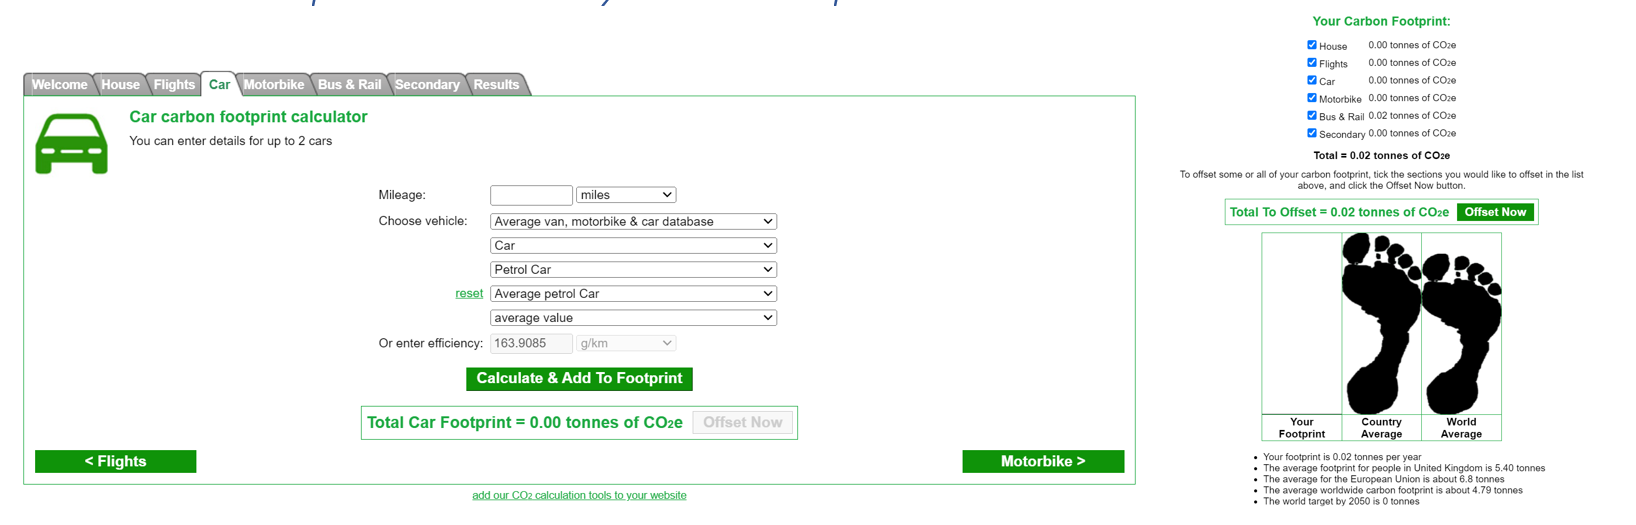 Welcome House Flights Car Motorbike Bus & Rail Secondary Results
Car carbon footprint calculator
You can enter details for up to 2 cars
Mileage: miles
Choose vehicle: Average van, motorbike & car database
Car
Petrol Car
reset Average petrol Car
average value
Or enter efficiency: 163.9085 g/km
Calculate & Add To Footprint
Total Car Footprint = 0.00 tonnes of CO2e Offset Now
< Flights Motorbike >
add our CO2 calculation tools to your website
Your Carbon Footprint:
House 0.00 tonnes of CO2e
Flights 0.00 tonnes of CO2e
Car 0.00 tonnes of CO2e
Motorbike 0.00 tonnes of CO2e
Bus & Rail 0.02 tonnes of CO2e
Secondary 0.00 tonnes of CO2e
Total = 0.02 tonnes of CO2e
To offset some or all of your carbon footprint, tick the sections you would like to offset in the list
above, and click the Offset Now button.
Total To Offset = 0.02 tonnes of CO2e Offset Now
Your Country World
Footprint Average Average
Your footprint is 0.02 tonnes per year
The average footprint for people in United Kingdom is 5.40 tonnes
The average for the European Union is about 6.8 tonnes
The average worldwide carbon footprint is about 4.79 tonnes
The world target by 2050 is 0 tonnes